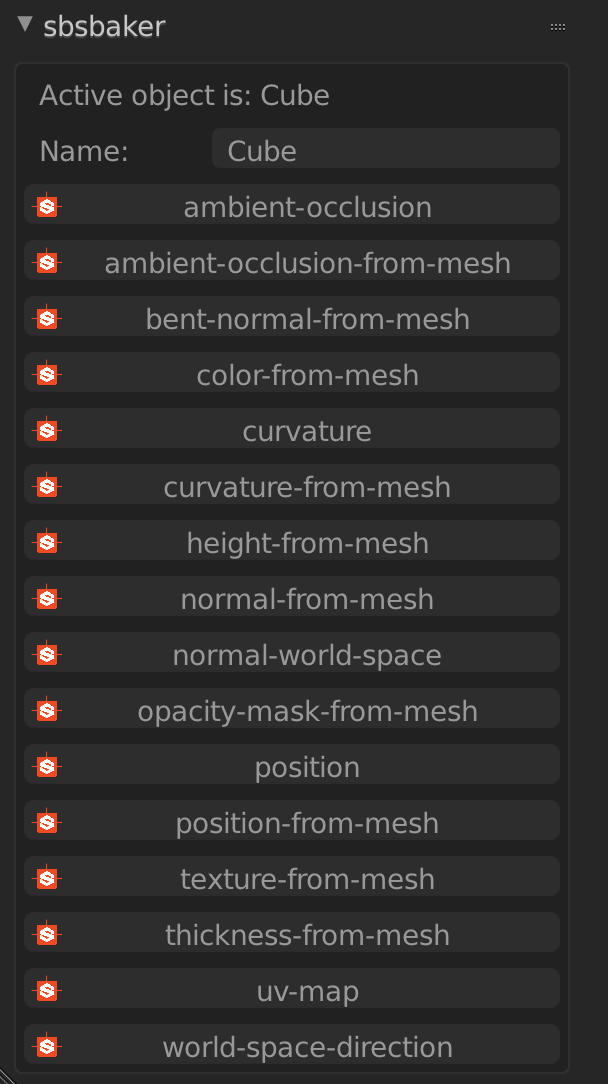 sbsbaker
Active object is: Cube
Name: Cube
ambient-occlusion
ambient-occlusion-from-mesh
bent-normal-from-mesh
color-from-mesh
curvature
curvature-from-mesh
height-from-mesh
normal-from-mesh
normal-world-space
opacity-mask-from-mesh
position
position-from-mesh
texture-from-mesh
thickness-from-mesh
uv-map
world-space-direction